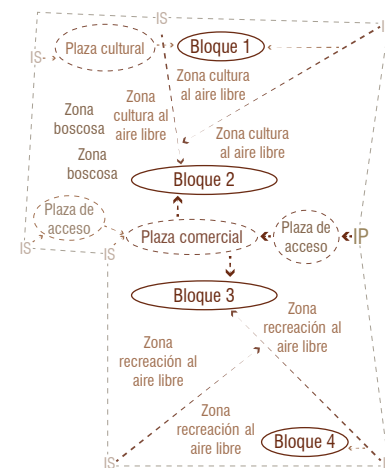 IS
Plaza cultural
Bloque 1
IS
Zona cultura
al aire libre
Zona
cultura al
aire libre
Zona
boscosa
Zona cultura
al aire libre
Zona
boscosa
Bloque 2
Plaza de
acceso
Plaza comercial
Plaza de
acceso
IP
IS
IS
Bloque 3
Zona
recreación al
aire libre
Zona
recreación al
aire libre
Zona
recreación al
aire libre
Bloque 4
IS